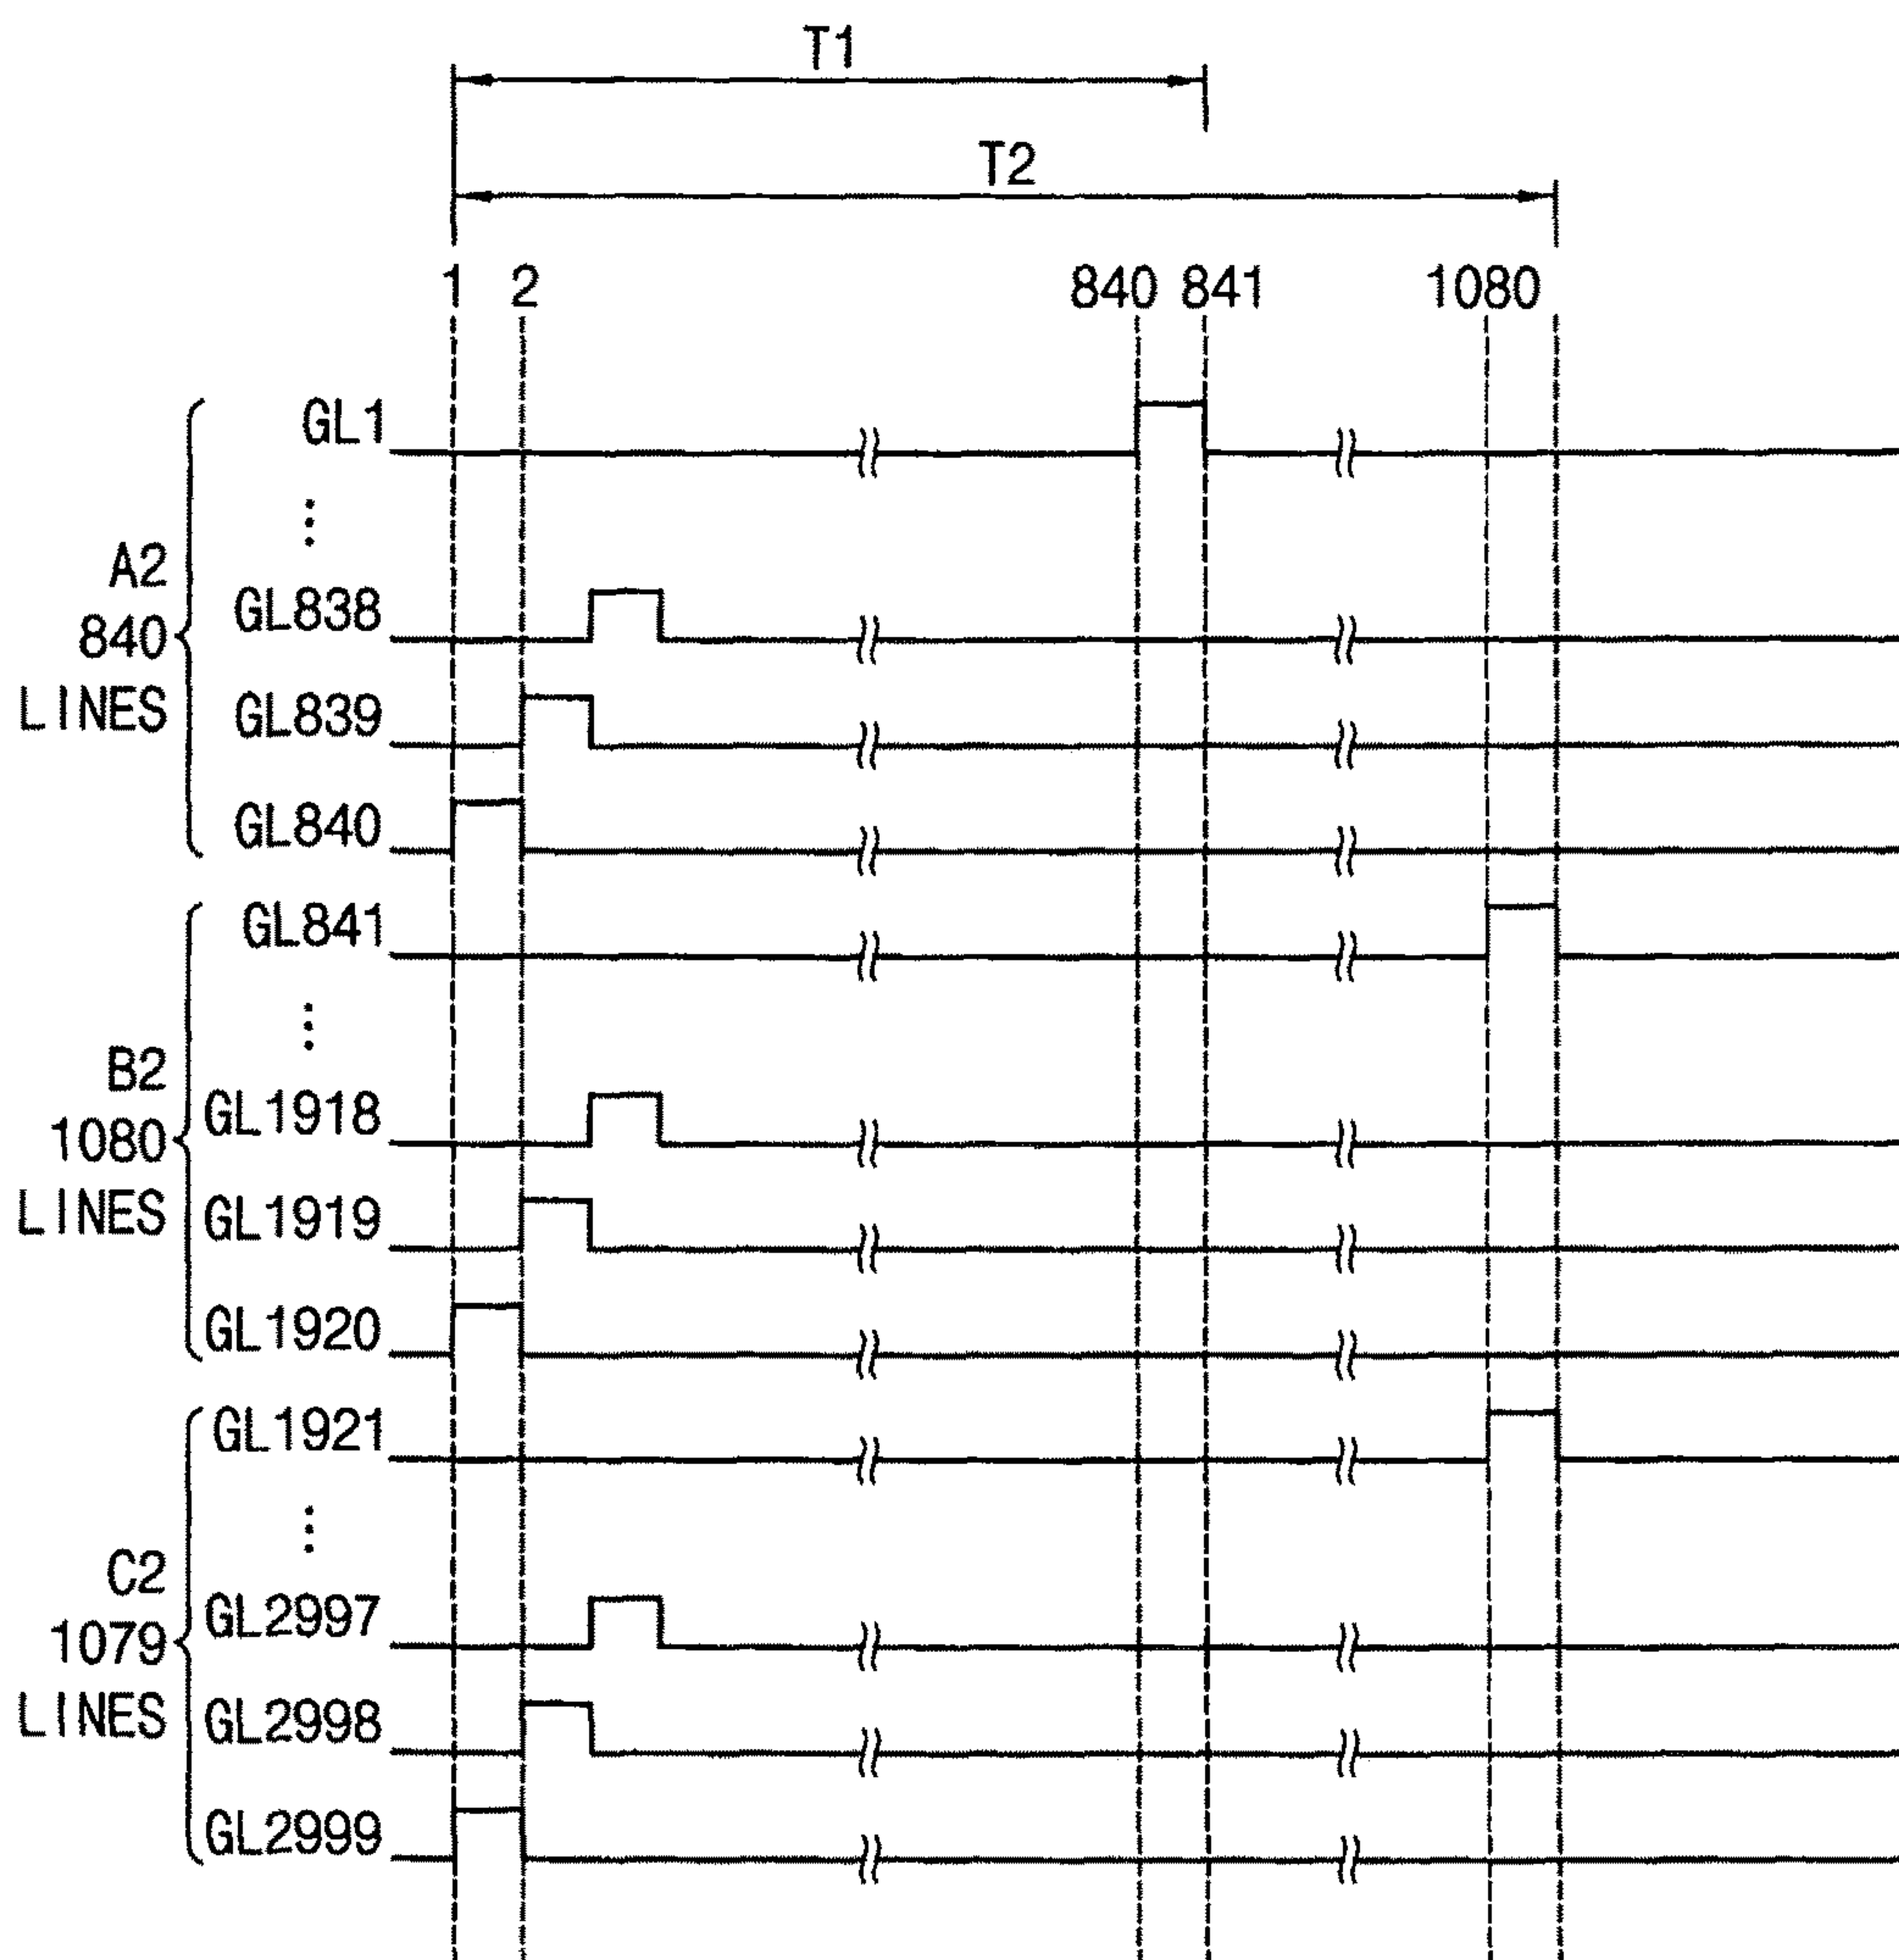 T1
T2
1 2 840 841 1080
GL1
⋮
A2
840
LINES
GL838
GL839
GL840
GL841
⋮
B2
1080
LINES
GL1918
GL1919
GL1920
GL1921
⋮
C2
1079
LINES
GL2997
GL2998
GL2999